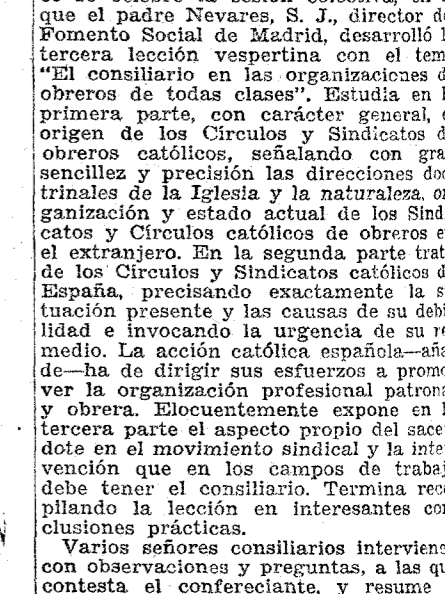 que el padre Nevares, S. J., director d
Fomento Social de Madrid, desarrolló l
tercera lección vespertina con el tem
"El consiliario en las organizaciones d
obreros de todas clases". Estudia en l
primera parte, con carácter general, e
origen de los Círculos y Sindicatos d
obreros católicos, señalando con gra
sencillez y precisión las direcciones doc
trinales de la Iglesia y la naturaleza, or
ganización y estado actual de los Sindi
catos y Círculos católicos de obreros e
el extranjero. En la segunda parte trat
de los Círculos y Sindicatos católicos d
España, precisando exactamente la s
tuación presente y las causas de su debi
lidad e invocando la urgencia de su re
medio. La acción católica española—aña
de—ha de dirigir sus esfuerzos a promo
ver la organización profesional patrona
y obrera. Elocuentemente expone en l
tercera parte el aspecto propio del sacer
dote en el movimiento sindical y la inter
vención que en los campos de trabaj
debe tener el consiliario. Termina reco
pilando la lección en interesantes con
clusiones prácticas.
Varios señores consiliarios interviene
con observaciones y preguntas, a las qu
contesta el confereciante, y resume